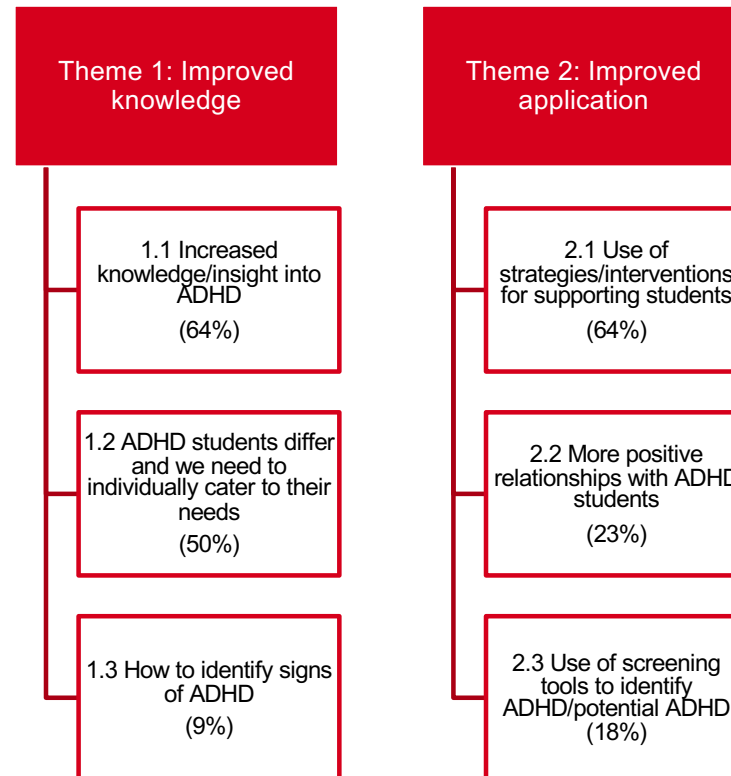 Theme 1: Improved
knowledge
1.1 Increased
knowledge/insight into
ADHD
(64%)
1.2 ADHD students differ
and we need to
individually cater to their
needs
(50%)
1.3 How to identify signs
of ADHD
(9%)
Theme 2: Improved
application
2.1 Use of
strategies/interventions
for supporting students
(64%)
2.2 More positive
relationships with ADHD
students
(23%)
2.3 Use of screening
tools to identify
ADHD/potential ADHD
(18%)